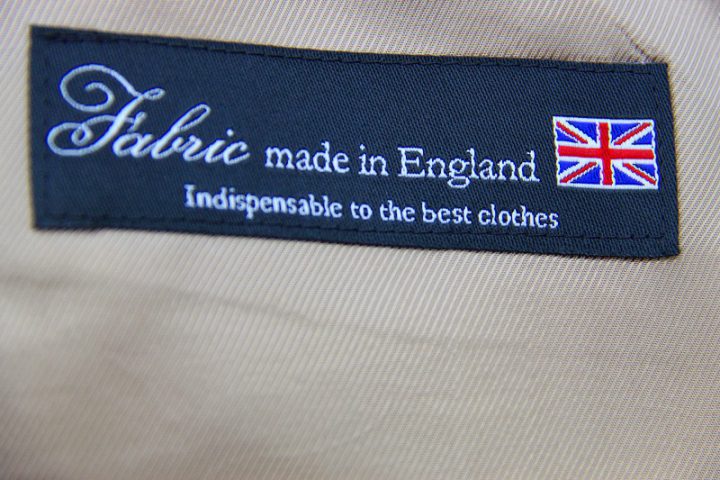 Fabric made in England
Indispensable to the best clothes